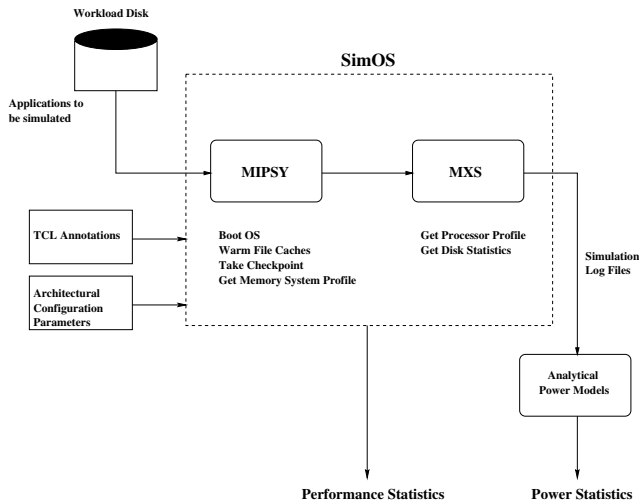 Workload Disk
SimOS
Applications to
be simulated
MIPSY
MXS
TCL Annotations
Boot OS
Warm File Caches
Take Checkpoint
Get Memory System Profile
Get Processor Profile
Get Disk Statistics
Simulation
Log Files
Architectural
Configuration
Parameters
Analytical
Power Models
Performance Statistics
Power Statistics